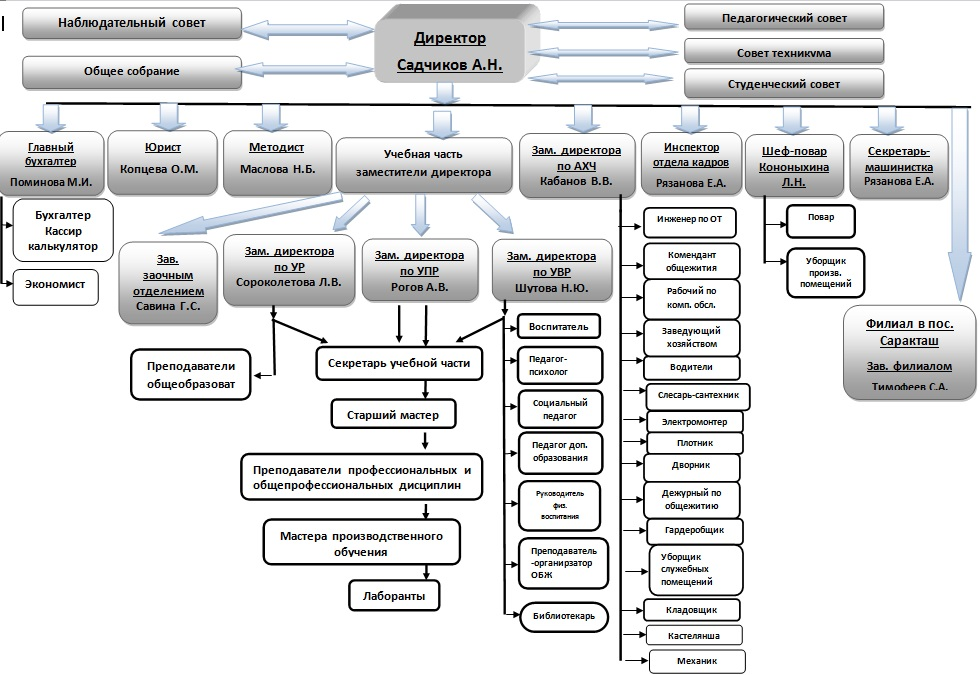 Наблюдательный совет
Общее собрание
Директор
Садчиков А.Н.
Педагогический совет
Совет техникума
Студенческий совет
Главный
бухгалтер
Поминова М.И.
Юрист
Копцева О.М.
Методист
Маслова Н.Б.
Учебная часть
заместители директора
Зам. директора
по АХЧ
Кабанов В.В.
Инспектор
отдела кадров
Рязанова Е.А.
Шеф-повар
Кононыхина
Л.Н.
Секретарь-
машинистка
Рязанова Е.А.
Бухгалтер
Кассир
калькулятор
Экономист
Зав.
заочным
отделением
Савина Г.С.
Зам. директора
по УР
Сороколетова Л.В.
Зам. директора
по УПР
Рогов А.В.
Зам. директора
по УВР
Шутова Н.Ю.
Преподаватели
общеобразоват
Секретарь учебной части
Старший мастер
Преподаватели профессиональных и
общепрофессиональных дисциплин
Мастера производственного
обучения
Лаборанты
Воспитатель
Педагог-
психолог
Социальный
педагог
Педагог доп.
образования
Руководитель
физ.
воспитания
Преподаватель
-органирзатор
ОБЖ
Библиотекарь
Инженер по ОТ
Комендант
общежития
Рабочий по
комп. обсл.
Заведующий
хозяйством
Водители
Слесарь-сантехник
Электромонтер
Плотник
Дворник
Дежурный по
общежитию
Гардеробщик
Уборщик
служебных
помещений
Кладовщик
Кастелянша
Механик
Повар
Уборщик
произв.
помещений
Филиал в пос.
Саракташ
Зав. филиалом
Тимофеев С.А.